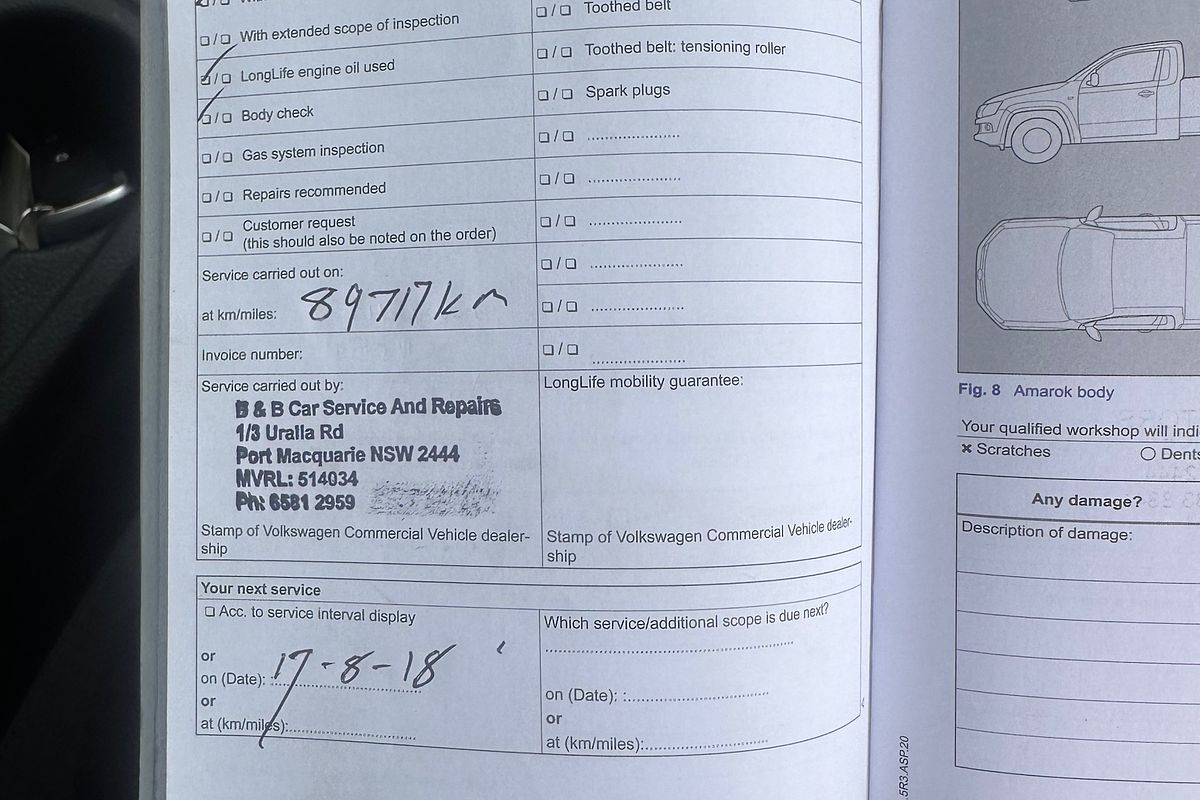 ❏ / ❏ With extended scope of inspection
❏ / ❏ LongLife engine oil used
❏ / ❏ Body check
❏ / ❏ Gas system inspection
❏ / ❏ Repairs recommended
❏ / ❏ Customer request
(this should also be noted on the order)
Service carried out on:
at km/miles: 89717km
Invoice number:
Service carried out by:
B & B Car Service And Repairs
1/3 Uralla Rd
Port Macquarie NSW 2444
MVRL: 514034
Ph: 6581 2959
Stamp of Volkswagen Commercial Vehicle dealer-
ship
❏ / ❏ Toothed belt
❏ / ❏ Toothed belt: tensioning roller
❏ / ❏ Spark plugs
❏ / ❏ ......................
❏ / ❏ ......................
❏ / ❏ ......................
❏ / ❏ ......................
❏ / ❏ ......................
❏ / ❏ ......................
LongLife mobility guarantee:
Stamp of Volkswagen Commercial Vehicle dealer-
ship
Your next service
❏ Acc. to service interval display
or
on (Date): 17-8-18
or
at (km/miles):
Which service/additional scope is due next?
on (Date): :
or
at (km/miles):
Fig. 8 Amarok body
Your qualified workshop will indi
× Scratches
○ Dents
Any damage?
Description of damage:
.5R3.ASP.20